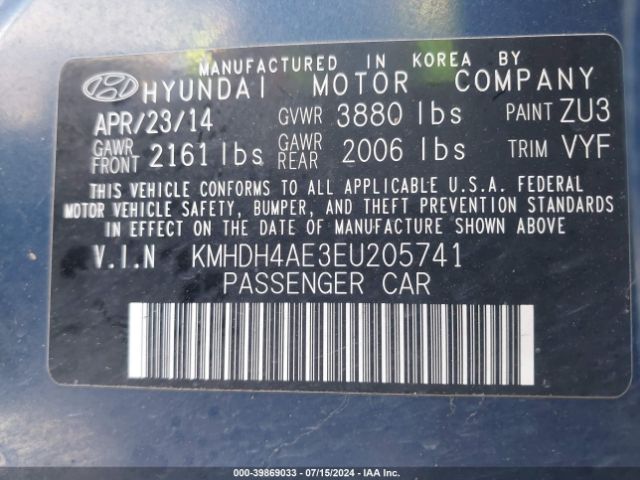 MANUFACTURED IN KOREA BY
HYUNDAI MOTOR COMPANY
APR/23/14 GVWR 3880 lbs PAINT ZU3
GAWR FRONT 2161 lbs GAWR REAR 2006 lbs TRIM VYF
THIS VEHICLE CONFORMS TO ALL APPLICABLE U.S.A. FEDERAL
MOTOR VEHICLE SAFETY, BUMPER, AND THEFT PREVENTION STANDARDS
IN EFFECT ON THE DATE OF MANUFACTURE SHOWN ABOVE
V.I.N KMHDH4AE3EU205741
PASSENGER CAR
000-39869033 - 07/15/2024 - IAA Inc.